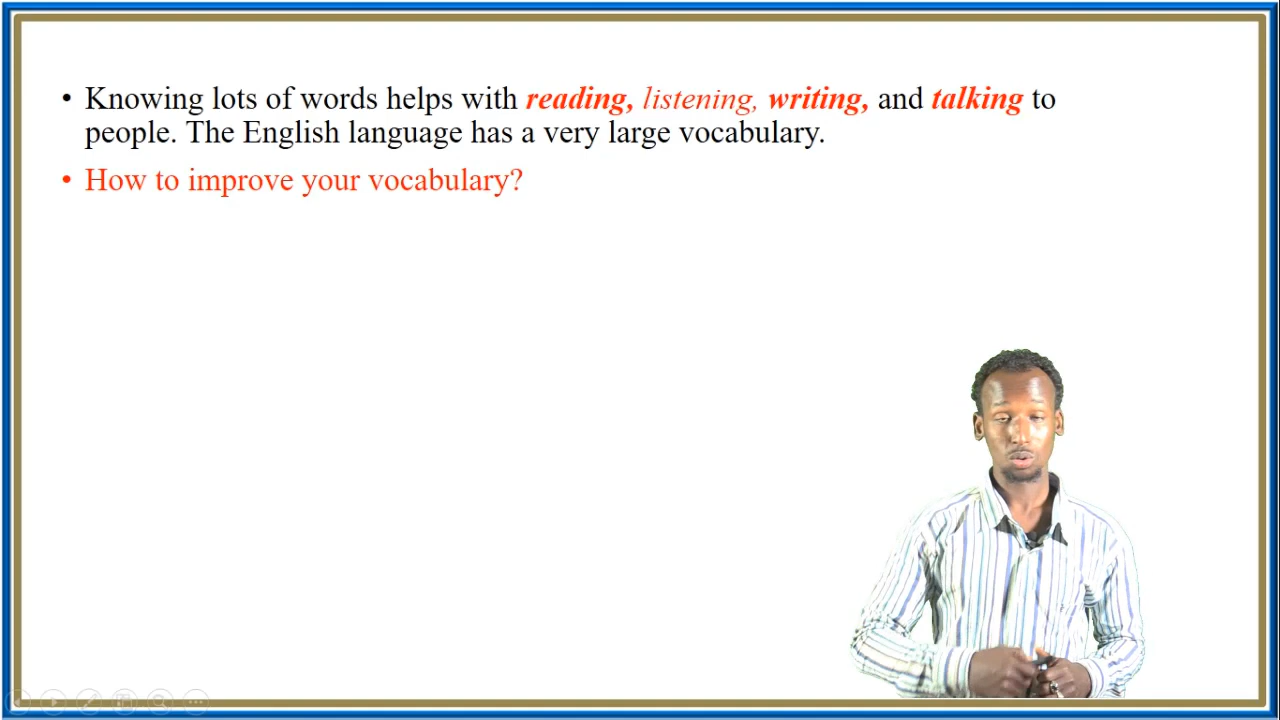 • Knowing lots of words helps with reading, listening, writing, and talking to
people. The English language has a very large vocabulary.
• How to improve your vocabulary?